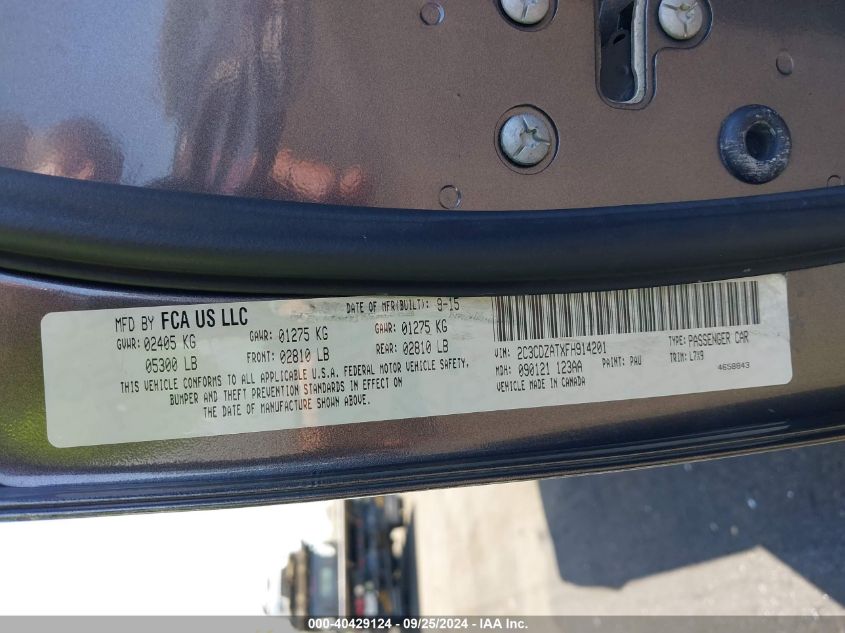 MFD BY FCA US LLC DATE OF MFR(BUILT): 9-15
GVWR: 02405 KG GAWR: 01275 KG GAWR: 01275 KG
05300 LB FRONT: 02810 LB REAR: 02810 LB
THIS VEHICLE CONFORMS TO ALL APPLICABLE U.S.A. FEDERAL MOTOR VEHICLE SAFETY,
BUMPER AND THEFT PREVENTION STANDARDS IN EFFECT ON
THE DATE OF MANUFACTURE SHOWN ABOVE.
VIN: 2C3CDZATXFH914201 TYPE: PASSENGER CAR
MDH: 090121 123AA PAINT: PAU TRIM: L7X9
VEHICLE MADE IN CANADA 4658843
000-40429124 - 09/25/2024 - IAA Inc.